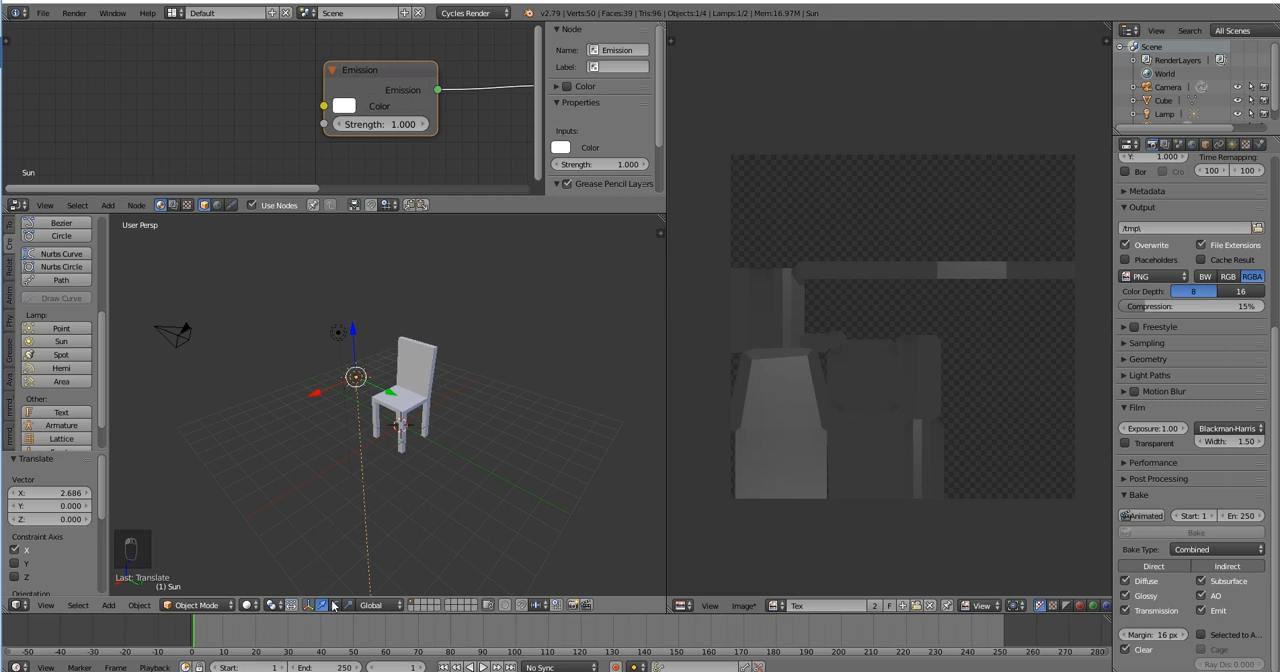 File Render Window Help Default Scene Cycles Render v2.79 | Verts:50 | Faces:39 | Tris:96 | Objects:1/4 | Lamps:1/2 | Mem:16.97M | Sun
Emission
Emission
Color
Strength: 1.000
Sun
Node
Name: Emission
Label:
Color
Properties
Inputs:
Color
Strength: 1.000
Grease Pencil Layers
View Select Add Node Use Nodes
Bezier
Circle
Nurbs Curve
Nurbs Circle
Path
Draw Curve
Lamp:
Point
Sun
Spot
Hemi
Area
Other:
Text
Armature
Lattice
Translate
Vector
X: 2.686
Y: 0.000
Z: 0.000
Constraint Axis
X
Y
Z
Orientation
User Persp
Last: Translate
(1) Sun
View Select Add Object Object Mode Global
View Image* Tex 2 F View
View Search All Scenes
Scene
RenderLayers
World
Camera
Cube
Lamp
Y: 1.000 Time Remapping:
Bor Cro 100 100
Metadata
Output
/tmp\
Overwrite File Extensions
Placeholders Cache Result
PNG BW RGB RGBA
Color Depth: 8 16
Compression: 15%
Freestyle
Sampling
Geometry
Light Paths
Motion Blur
Film
Exposure: 1.00 Blackman-Harris
Transparent Width: 1.50
Performance
Post Processing
Bake
Animated Start: 1 En: 250
Bake
Bake Type: Combined
Direct Indirect
Diffuse Subsurface
Glossy AO
Transmission Emit
Margin: 16 px Selected to A...
Clear Cage
Ray Dis: 0.000
-50 -40 -30 -20 -10 0 10 20 30 40 50 60 70 80 90 100 110 120 130 140 150 160 170 180 190 200 210 220 230 240 250 260 270 280
View Marker Frame Playback Start: 1 End: 250 1 No Sync